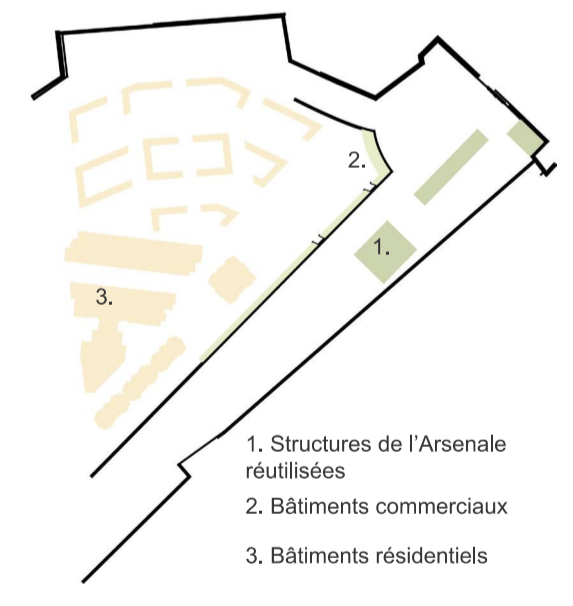 2.
1.
3.
1. Structures de l'Arsenale
réutilisées
2. Bâtiments commerciaux
3. Bâtiments résidentiels